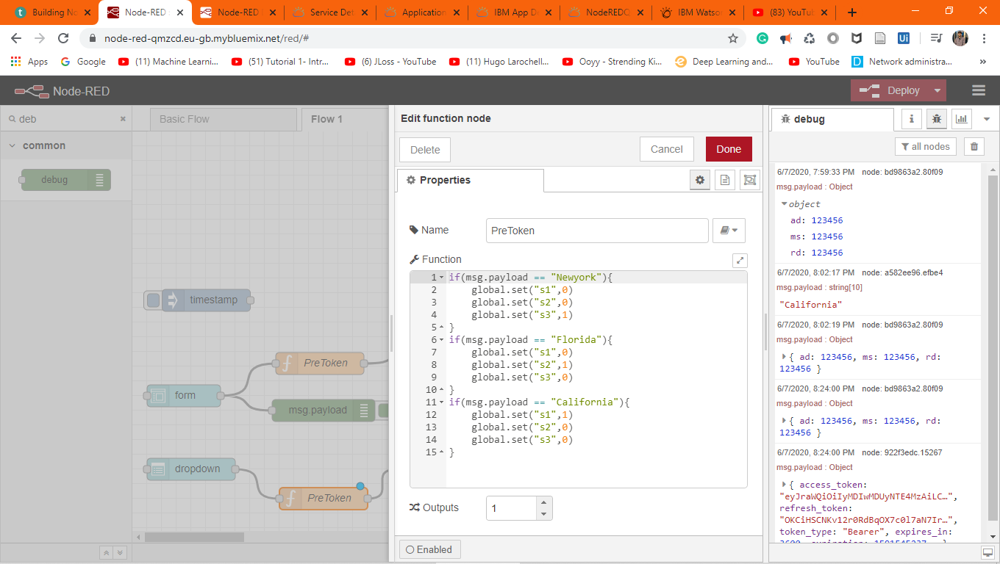 Building No
Node-RED :
Node-RED
Service Det
Application
IBM App De
NodeREDQ
IBM Watso
(83) YouTu
node-red-qmzcd.eu-gb.mybluemix.net/red/#
Apps
Google
(11) Machine Learni...
(51) Tutorial 1- Intr...
(6) JLoss - YouTube
(11) Hugo Larochell...
Ooyy - Strending Ki...
Deep Learning and...
YouTube
Network administra...
»
Node-RED
Deploy
deb
common
debug
Basic Flow
Flow 1
timestamp
PreToken
form
msg.payload
dropdown
PreToken
Edit function node
Delete
Cancel
Done
Properties
Name
PreToken
Function
1 if(msg.payload == "Newyork"){
2 global.set("s1",0)
3 global.set("s2",0)
4 global.set("s3",1)
5 }
6 if(msg.payload == "Florida"){
7 global.set("s1",0)
8 global.set("s2",1)
9 global.set("s3",0)
10 }
11 if(msg.payload == "California"){
12 global.set("s1",1)
13 global.set("s2",0)
14 global.set("s3",0)
15 }
Outputs
1
Enabled
debug
all nodes
6/7/2020, 7:59:33 PM node: bd9863a2.80f09
msg.payload : Object
object
ad: 123456
ms: 123456
rd: 123456
6/7/2020, 8:02:17 PM node: a582ee96.efbe4
msg.payload : string[10]
"California"
6/7/2020, 8:02:19 PM node: bd9863a2.80f09
msg.payload : Object
{ ad: 123456, ms: 123456, rd:
123456 }
6/7/2020, 8:24:00 PM node: bd9863a2.80f09
msg.payload : Object
{ ad: 123456, ms: 123456, rd:
123456 }
6/7/2020, 8:24:00 PM node: 922f3edc.15267
msg.payload : Object
{ access_token:
"eyJraWQiOiIyMDIwMDUyNTE4MzAiLC…",
refresh_token:
"OKCiHSCNKv12r0RdBqOX7c0l7aN7Ir…",
token_type: "Bearer", expires_in:
3600, expiration: 1591545237